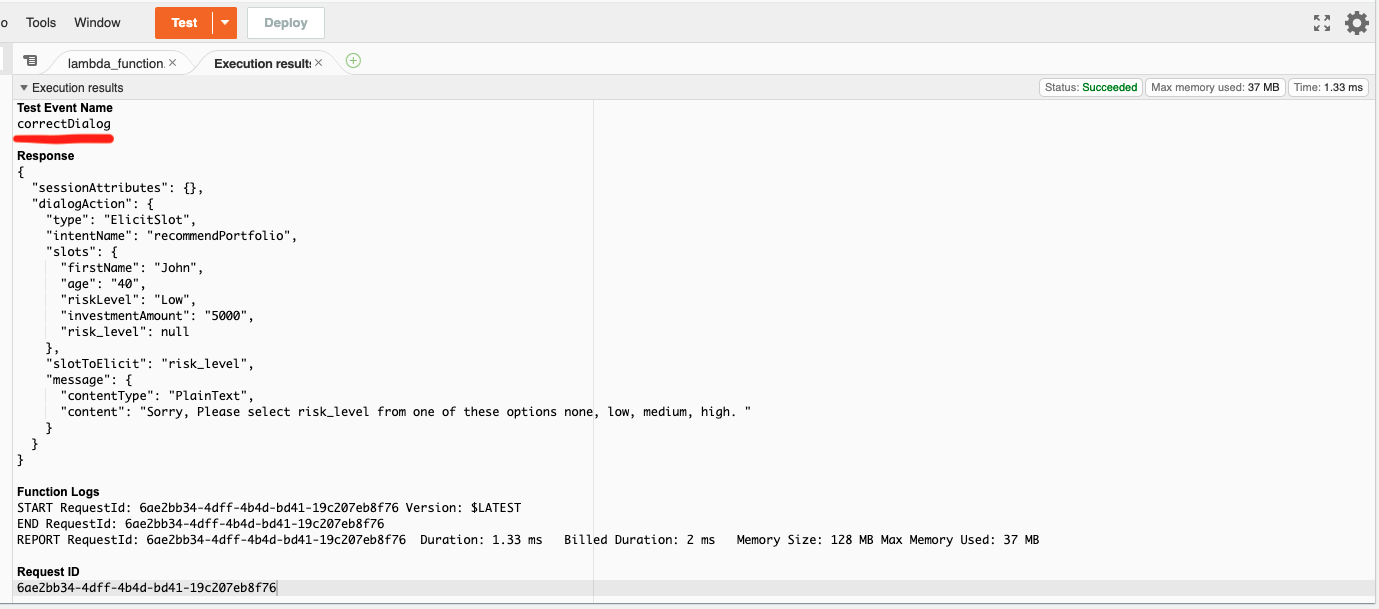 o Tools Window Test Deploy
lambda_function. × Execution results ×
Execution results Status: Succeeded Max memory used: 37 MB Time: 1.33 ms
Test Event Name
correctDialog
Response
{
  "sessionAttributes": {},
  "dialogAction": {
    "type": "ElicitSlot",
    "intentName": "recommendPortfolio",
    "slots": {
      "firstName": "John",
      "age": "40",
      "riskLevel": "Low",
      "investmentAmount": "5000",
      "risk_level": null
    },
    "slotToElicit": "risk_level",
    "message": {
      "contentType": "PlainText",
      "content": "Sorry, Please select risk_level from one of these options none, low, medium, high. "
    }
  }
}
Function Logs
START RequestId: 6ae2bb34-4dff-4b4d-bd41-19c207eb8f76 Version: $LATEST
END RequestId: 6ae2bb34-4dff-4b4d-bd41-19c207eb8f76
REPORT RequestId: 6ae2bb34-4dff-4b4d-bd41-19c207eb8f76  Duration: 1.33 ms   Billed Duration: 2 ms   Memory Size: 128 MB Max Memory Used: 37 MB
Request ID
6ae2bb34-4dff-4b4d-bd41-19c207eb8f76